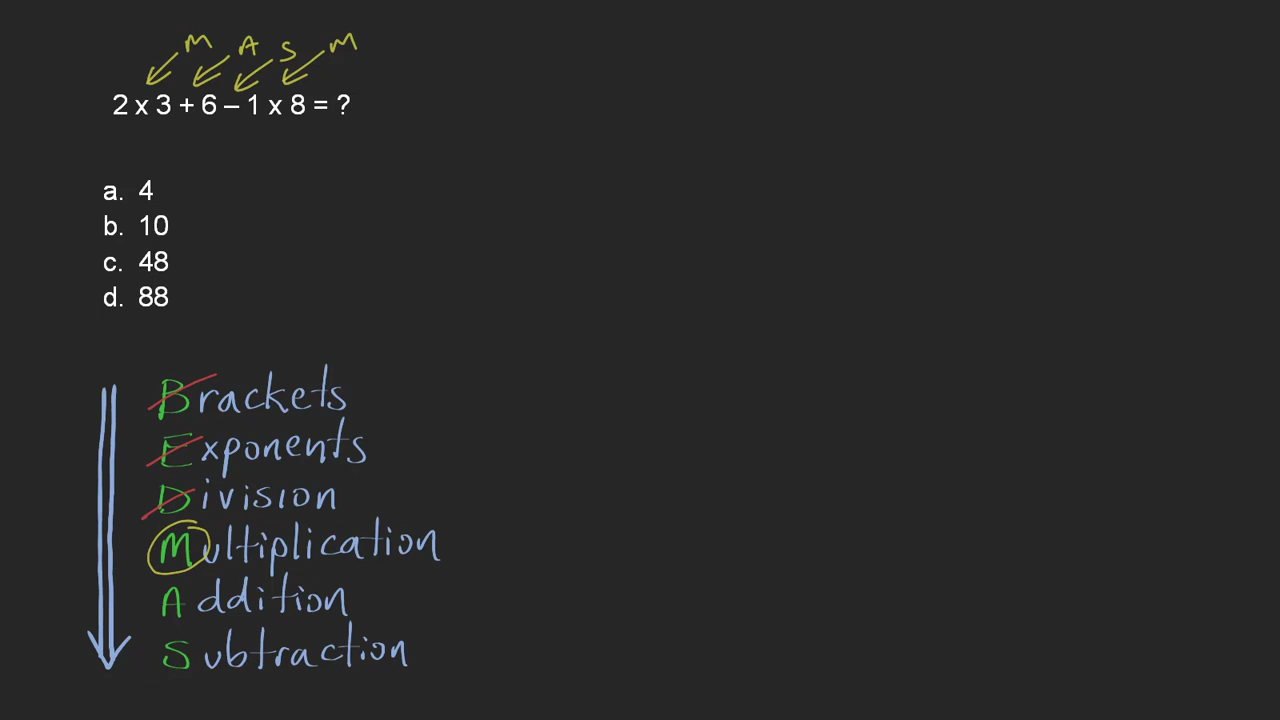 M A S M
2 x 3 + 6 – 1 x 8 = ?
a. 4
b. 10
c. 48
d. 88
Brackets
Exponents
Division
Multiplication
Addition
Subtraction